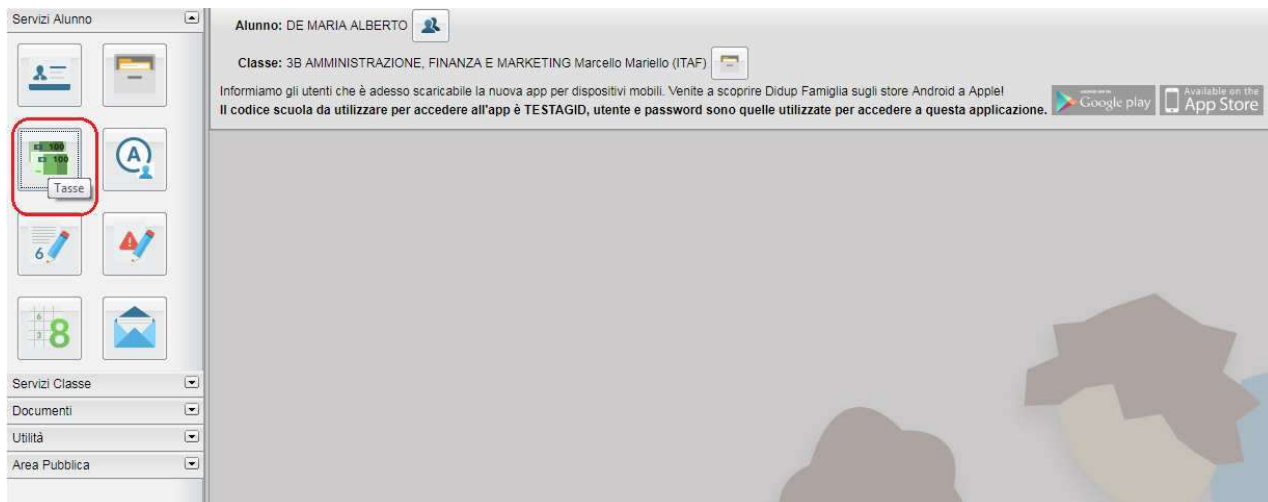 Servizi Alunno
100
100
Tasse
A
6
6
3
8
Servizi Classe
Documenti
Utilità
Area Pubblica
Alunno: DE MARIA ALBERTO
Classe: 3B AMMINISTRAZIONE, FINANZA E MARKETING Marcello Mariello (ITAF)
Informiamo gli utenti che è adesso scaricabile la nuova app per dispositivi mobili. Venite a scoprire Didup Famiglia sugli store Android a Apple!
Il codice scuola da utilizzare per accedere all'app è TESTAGID, utente e password sono quelle utilizzate per accedere a questa applicazione.
Google play
Available on the
App Store